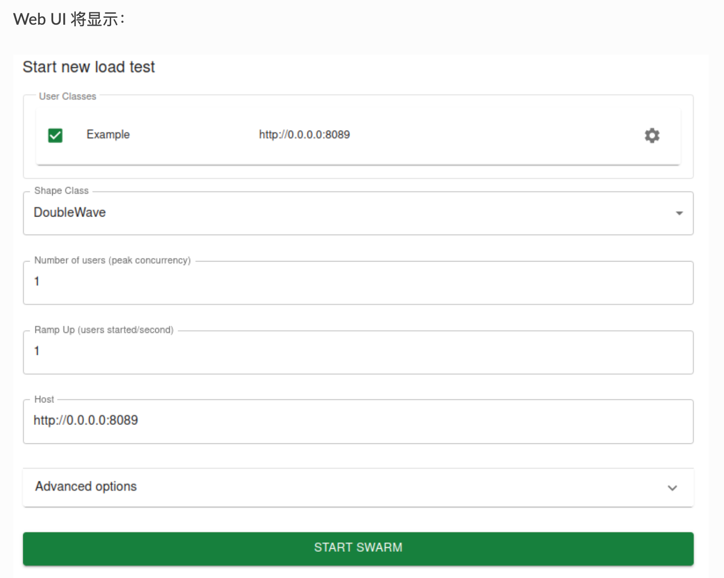 Web UI 将显示：
Start new load test
User Classes
Example http://0.0.0.0:8089
Shape Class
DoubleWave
Number of users (peak concurrency)
1
Ramp Up (users started/second)
1
Host
http://0.0.0.0:8089
Advanced options
START SWARM